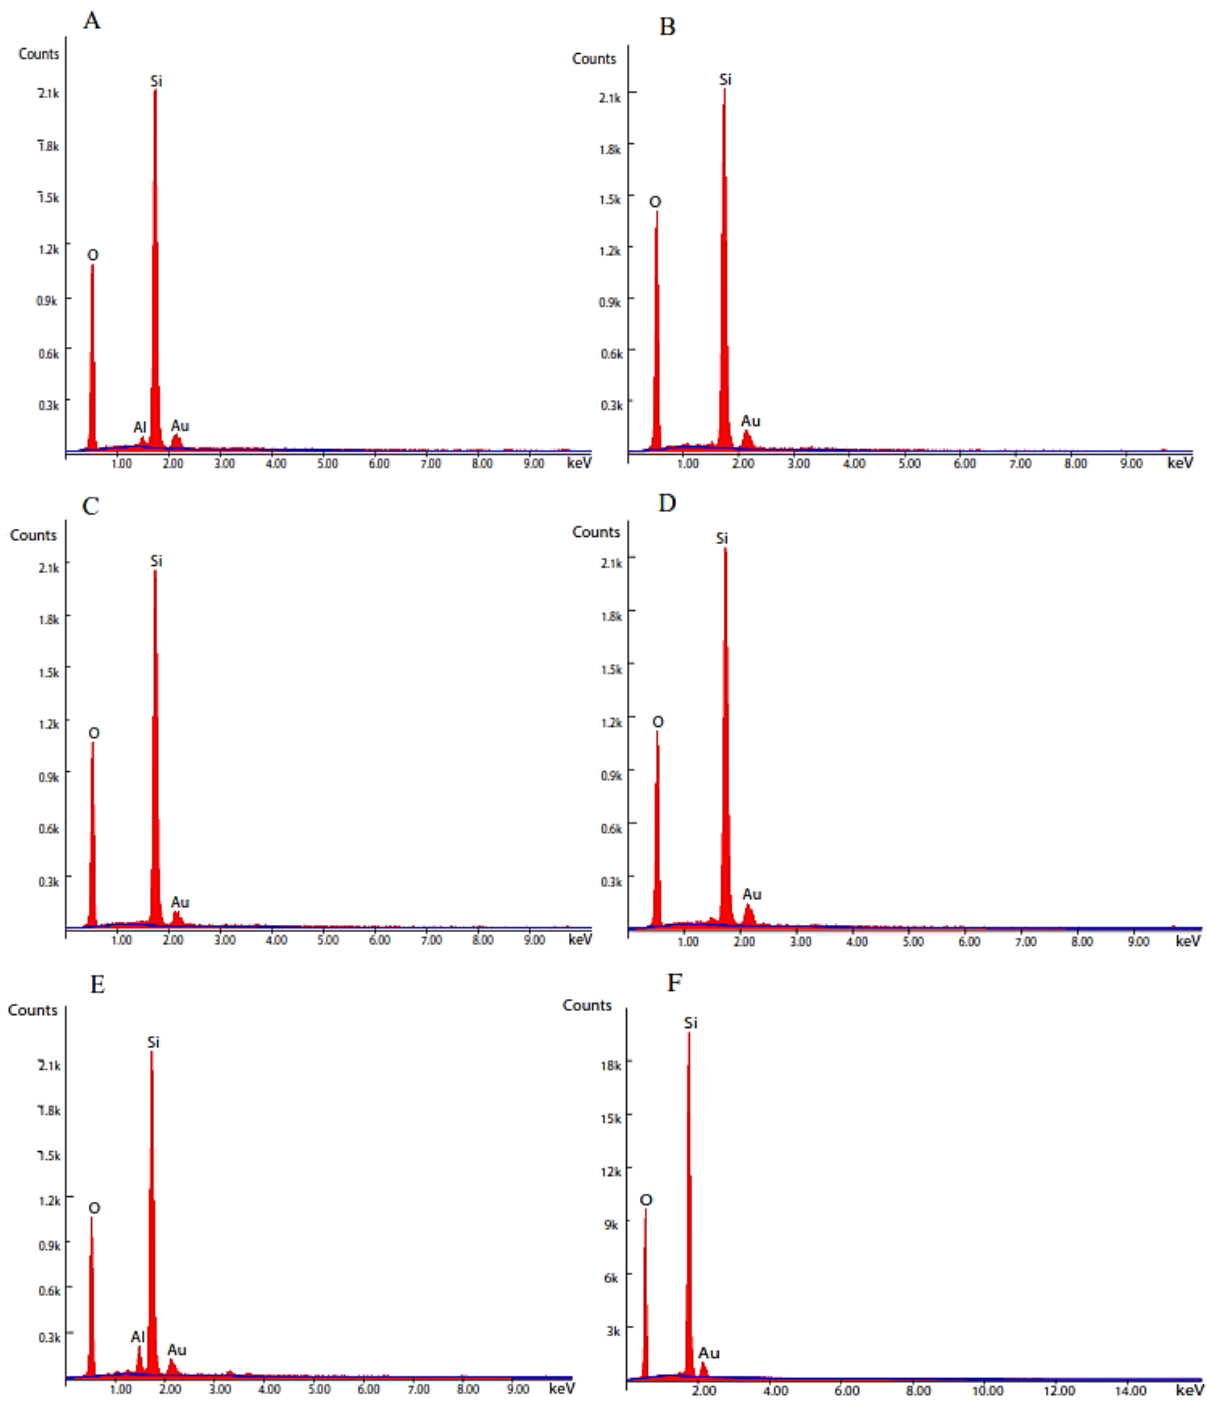 A
Counts
Si
2.1k
1.8k
1.5k
1.2k
O
0.9k
0.6k
0.3k
Al
Au
1.00 2.00 3.00 4.00 5.00 6.00 7.00 8.00 9.00 keV
B
Counts
Si
2.1k
1.8k
1.5k
O
1.2k
0.9k
0.6k
0.3k
Au
1.00 2.00 3.00 4.00 5.00 6.00 7.00 8.00 9.00 keV
C
Counts
Si
2.1k
1.8k
1.5k
1.2k
O
0.9k
0.6k
0.3k
Au
1.00 2.00 3.00 4.00 5.00 6.00 7.00 8.00 9.00 keV
D
Counts
Si
2.1k
1.8k
1.5k
1.2k
O
0.9k
0.6k
0.3k
Au
1.00 2.00 3.00 4.00 5.00 6.00 7.00 8.00 9.00 keV
E
Counts
Si
2.1k
1.8k
1.5k
1.2k
O
0.9k
0.6k
0.3k
Al
Au
1.00 2.00 3.00 4.00 5.00 6.00 7.00 8.00 9.00 keV
F
Counts
Si
18k
15k
12k
O
9k
6k
3k
Au
2.00 4.00 6.00 8.00 10.00 12.00 14.00 keV